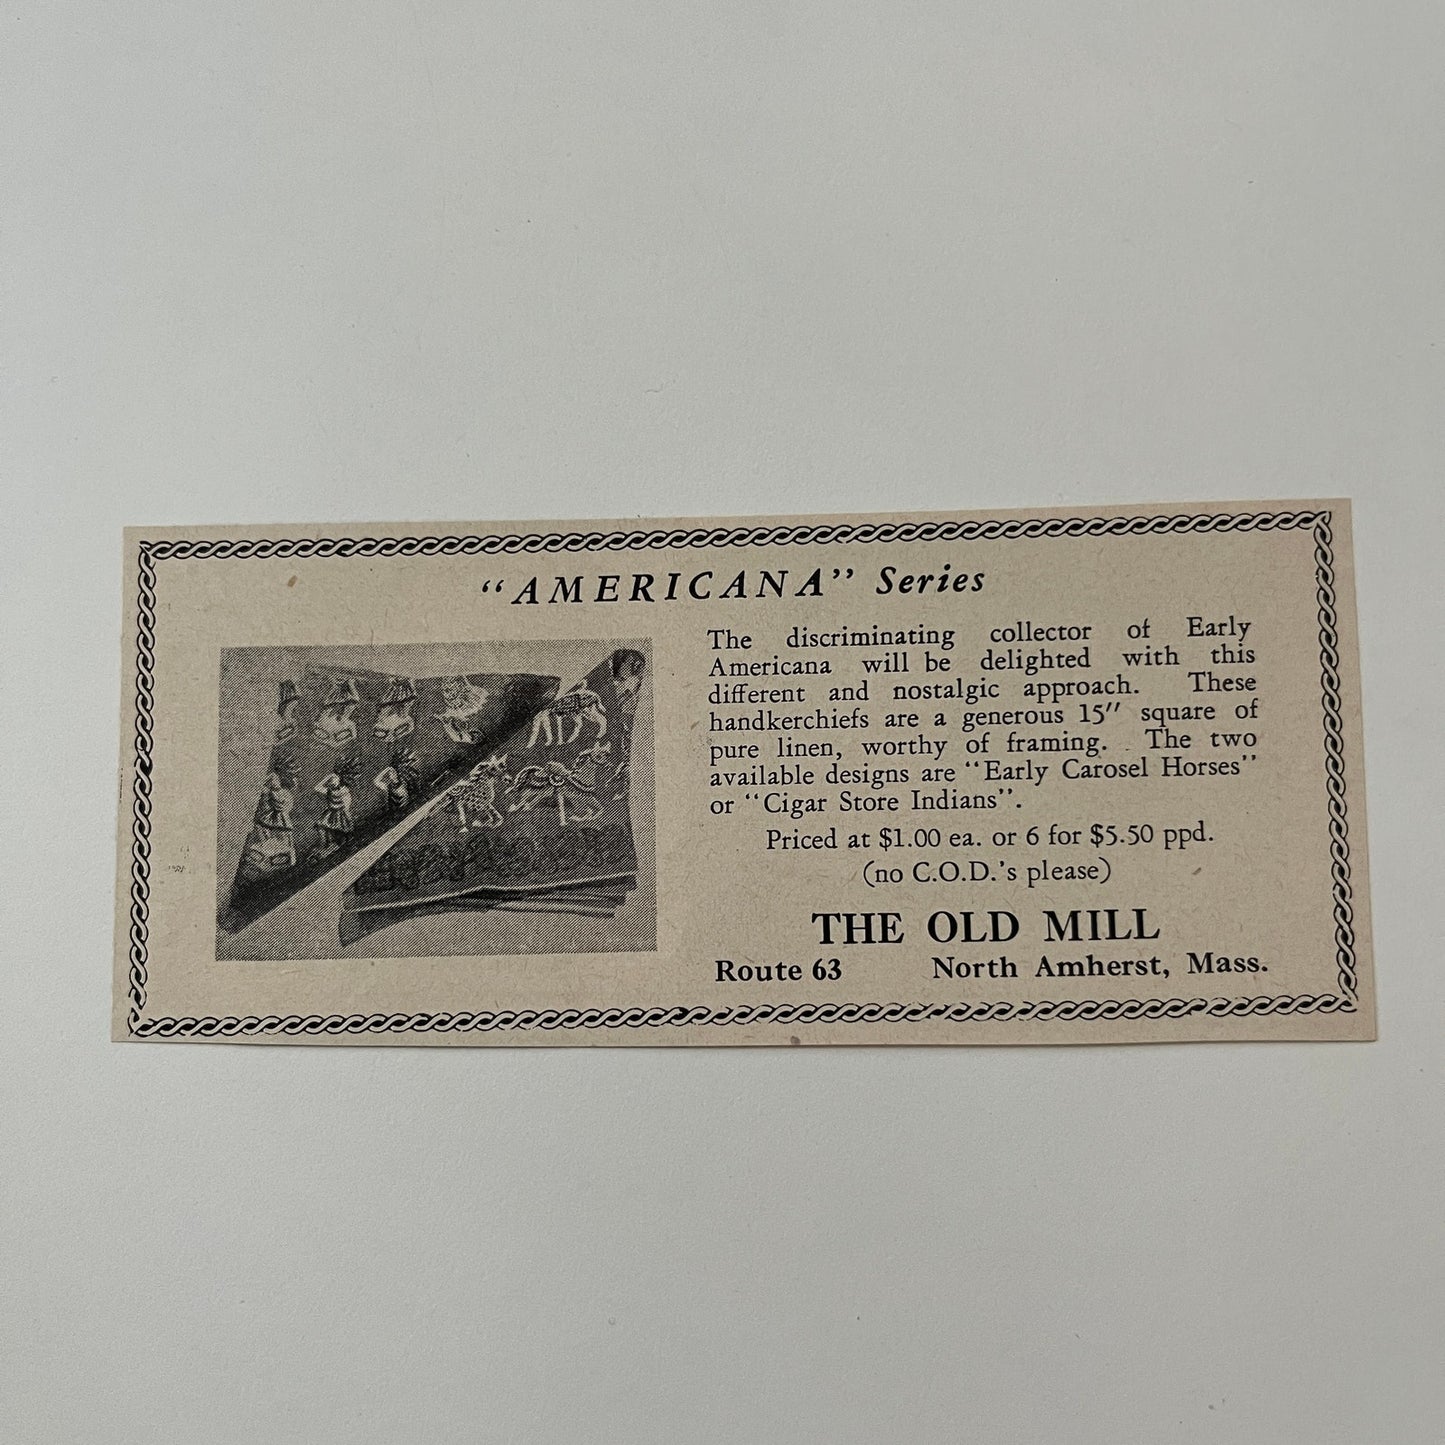 “AMERICANA” Series
The discriminating collector of Early
Americana will be delighted with this
different and nostalgic approach. These
handkerchiefs are a generous 15″ square of
pure linen, worthy of framing. The two
available designs are “Early Carosel Horses”
or “Cigar Store Indians”.
Priced at $1.00 ea. or 6 for $5.50 ppd.
(no C.O.D.’s please)
THE OLD MILL
Route 63 North Amherst, Mass.